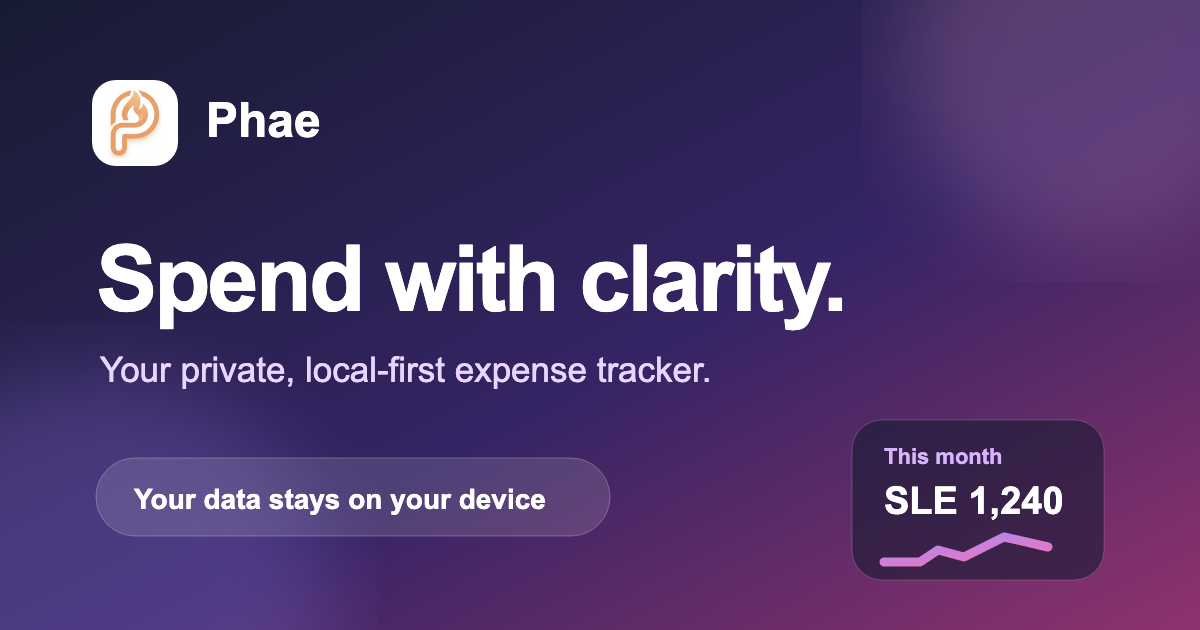 Phae
Spend with clarity.
Your private, local-first expense tracker.
Your data stays on your device
This month
SLE 1,240